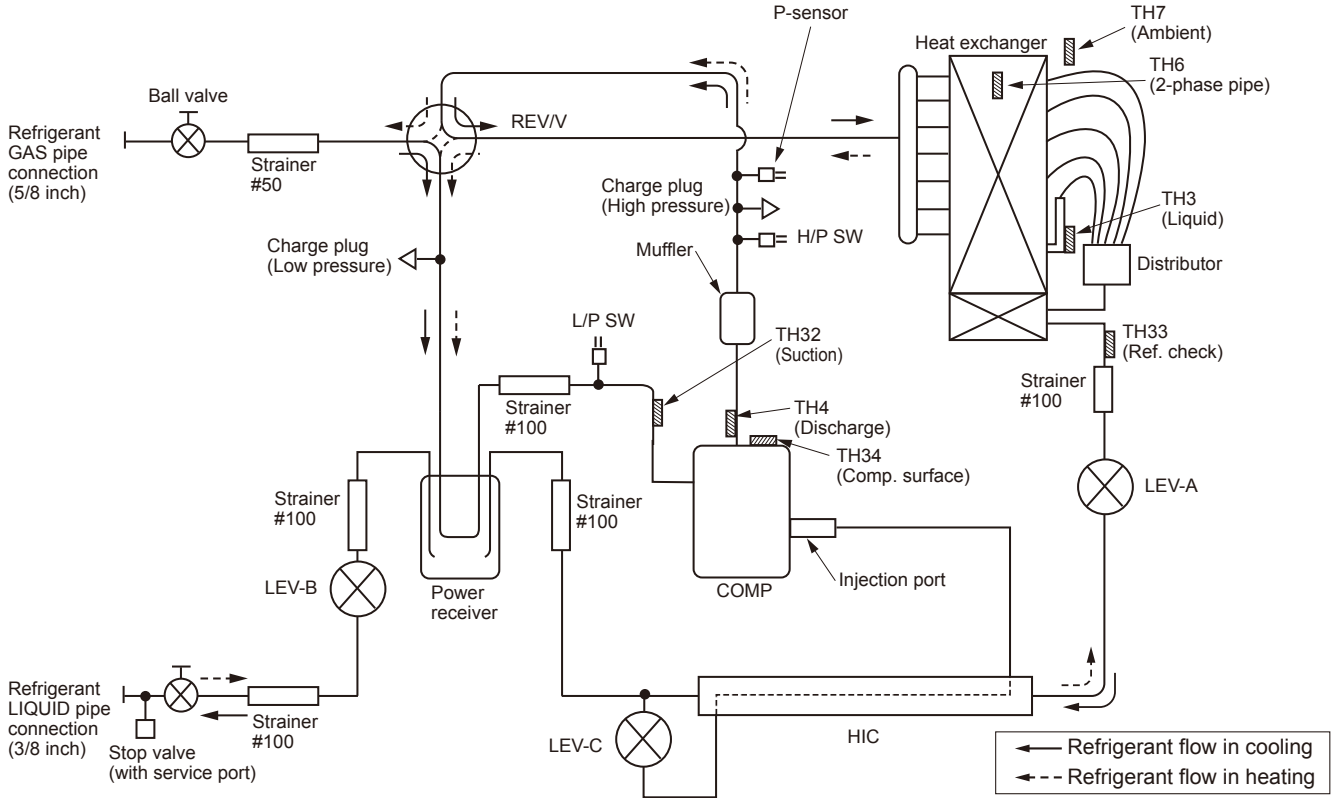 P-sensor
TH7
(Ambient)
Heat exchanger
TH6
(2-phase pipe)
Ball valve
Refrigerant
GAS pipe
connection
(5/8 inch)
REV/V
Strainer
#50
Charge plug
(High pressure)
TH3
(Liquid)
Charge plug
(Low pressure)
H/P SW
Muffler
Distributor
L/P SW
TH32
(Suction)
TH33
(Ref. check)
Strainer
#100
Strainer
#100
TH4
(Discharge)
TH34
(Comp. surface)
LEV-A
Strainer
#100
Strainer
#100
Injection port
LEV-B
Power
receiver
COMP
Refrigerant
LIQUID pipe
connection
(3/8 inch)
Strainer
#100
Stop valve
(with service port)
LEV-C
HIC
Refrigerant flow in cooling
Refrigerant flow in heating